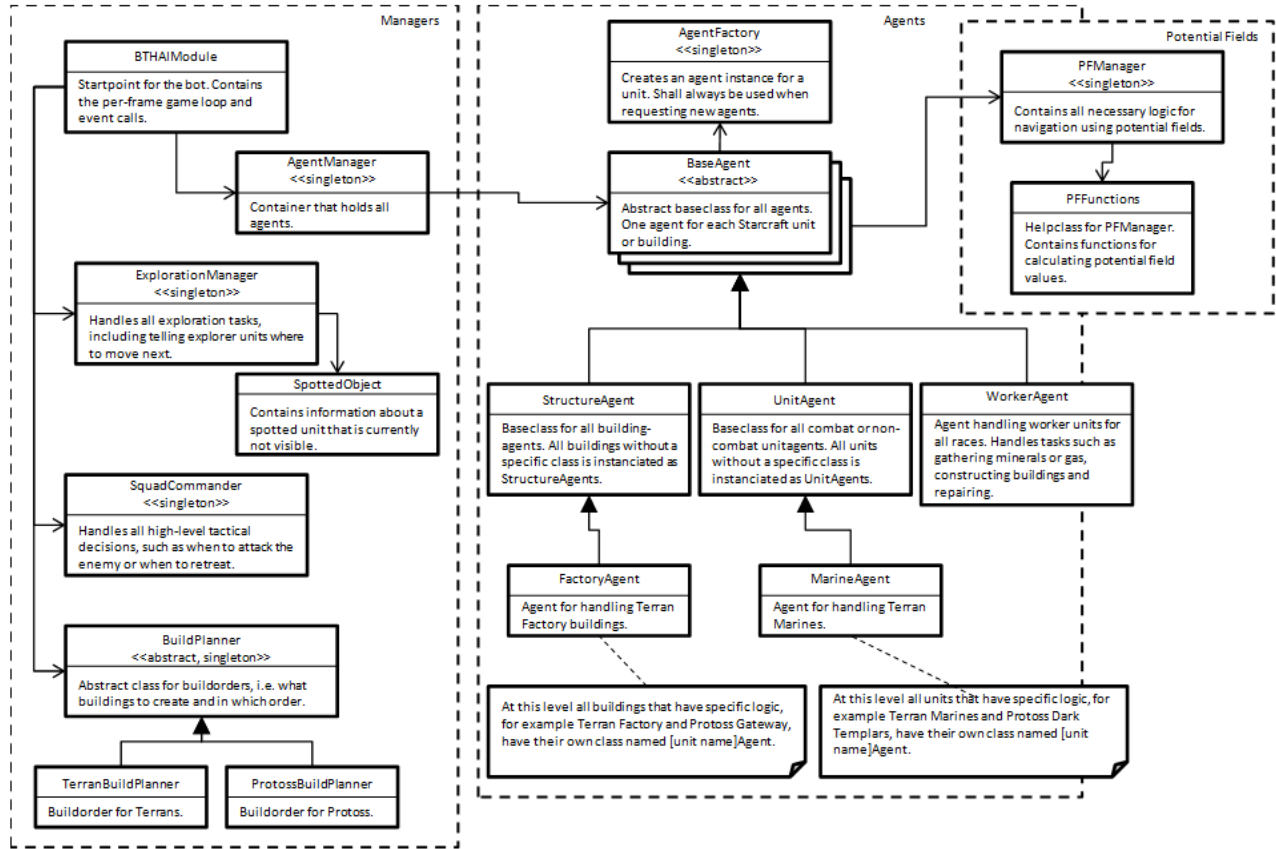 Managers
BTHAIModule
Startpoint for the bot. Contains
the per-frame game loop and
event calls.
AgentManager
<<singleton>>
Container that holds all
agents.
ExplorationManager
<<singleton>>
Handles all exploration tasks,
including telling explorer units where
to move next.
SpottedObject
Contains information about a
spotted unit that is currently
not visible.
SquadCommander
<<singleton>>
Handles all high-level tactical
decisions, such as when to attack the
enemy or when to retreat.
BuildPlanner
<<abstract, singleton>>
Abstract class for buildorders, i.e. what
buildings to create and in which order.
TerranBuildPlanner
Buildorder for Terrans.
ProtossBuildPlanner
Buildorder for Protoss.
Agents
AgentFactory
<<singleton>>
Creates an agent instance for a
unit. Shall always be used when
requesting new agents.
BaseAgent
<<abstract>>
Abstract baseclass for all agents.
One agent for each Starcraft unit
or building.
StructureAgent
Baseclass for all building-
agents. All buildings without a
specific class is instanciated as
StructureAgents.
UnitAgent
Baseclass for all combat or non-
combat unitagents. All units
without a specific class is
instanciated as UnitAgents.
WorkerAgent
Agent handling worker units for
all races. Handles tasks such as
gathering minerals or gas,
constructing buildings and
repairing.
FactoryAgent
Agent for handling Terran
Factory buildings.
MarineAgent
Agent for handling Terran
Marines.
At this level all buildings that have specific logic,
for example Terran Factory and Protoss Gateway,
have their own class named [unit name]Agent.
At this level all units that have specific logic, for
example Terran Marines and Protoss Dark
Templars, have their own class named [unit
name]Agent.
Potential Fields
PFManager
<<singleton>>
Contains all necessary logic for
navigation using potential fields.
PFFunctions
Helpclass for PFManager.
Contains functions for
calculating potential field
values.